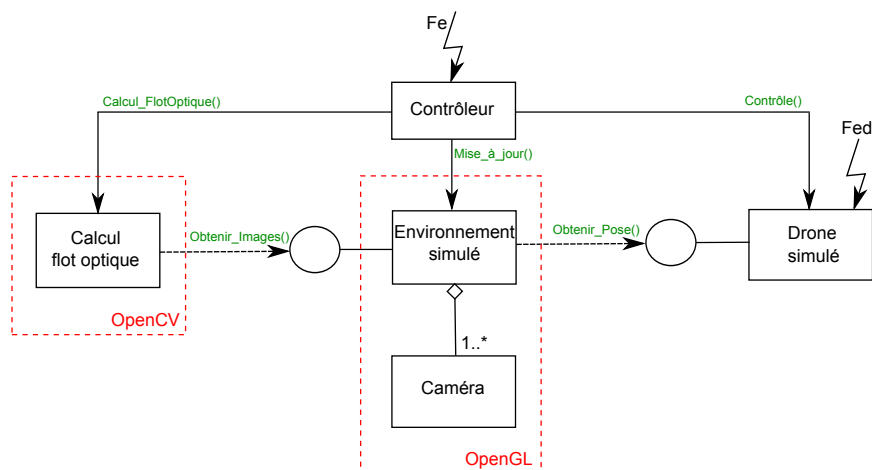 Fe
Calcul_FlotOptique()
Contrôleur
Contrôle()
Fed
Mise_à_jour()
Calcul
flot optique
Obtenir_Images()
Environnement
simulé
Obtenir_Pose()
Drone
simulé
OpenCV
1..*
Caméra
OpenGL